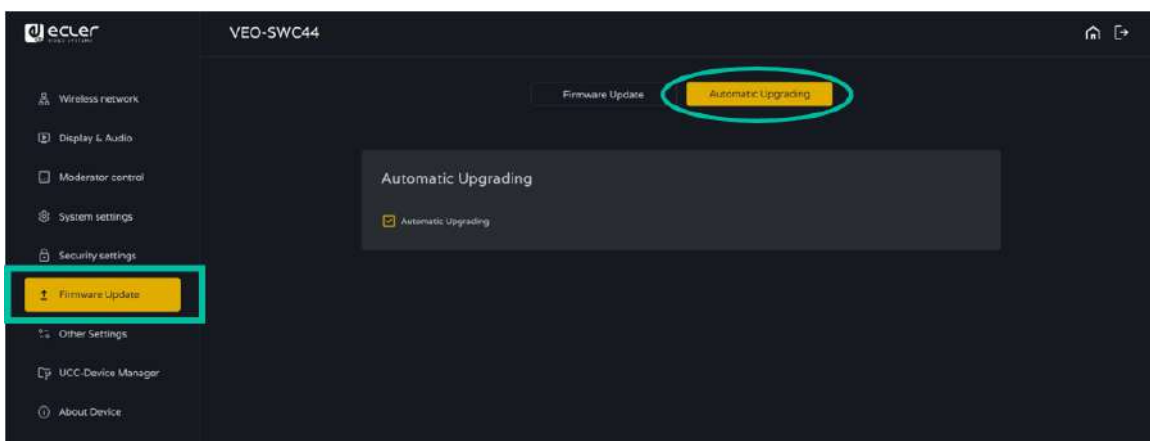 ecler
VEO-SWC44
Firmware Update
Automatic Upgrading
Wireless network
Display & Audio
Moderator control
System settings
Security settings
Firmware Update
Other Settings
UCC-Device Manager
About Device
Automatic Upgrading
Automatic Upgrading